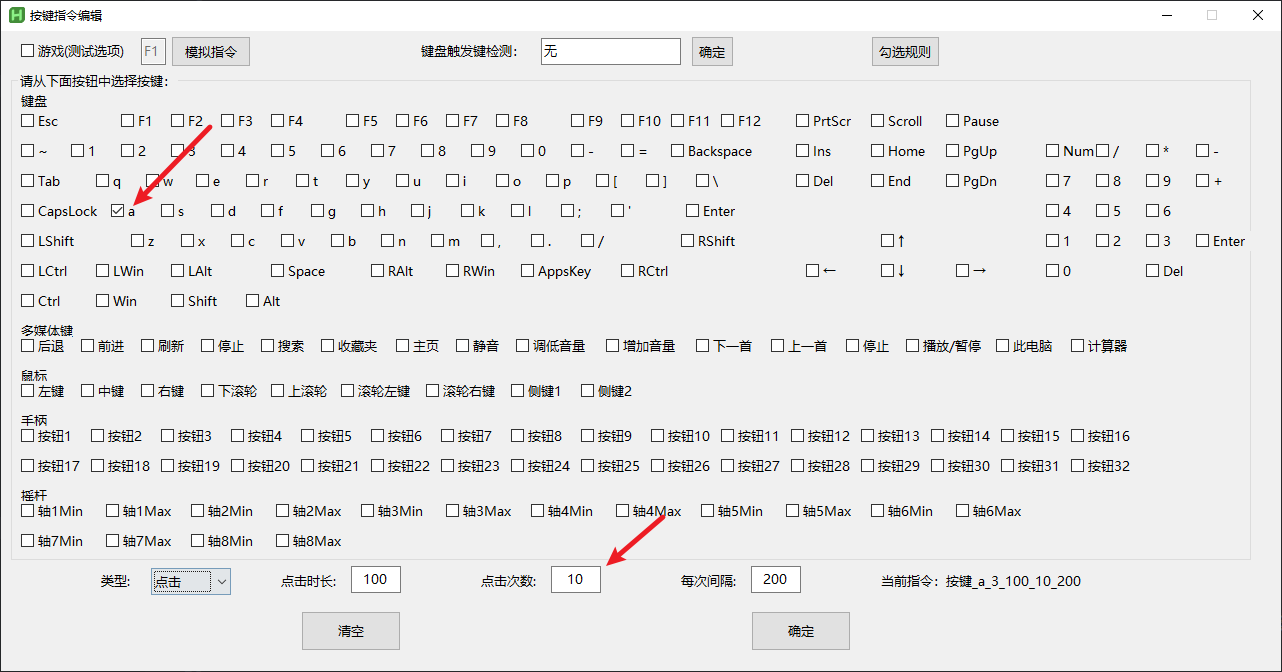 按键指令编辑
游戏(测试选项) F1 模拟指令 键盘触发键检测: 无 确定 勾选规则
请从下面按钮中选择按键:
键盘
Esc F1 F2 F3 F4 F5 F6 F7 F8 F9 F10 F11 F12 PrtScr Scroll Pause
~ 1 2 3 4 5 6 7 8 9 0 - = Backspace Ins Home PgUp Num / * -
Tab q w e r t y u i o p [ ] \ Del End PgDn 7 8 9 +
CapsLock a s d f g h j k l ; ' Enter 4 5 6
LShift z x c v b n m , . / RShift ↑ 1 2 3 Enter
LCtrl LWin LAlt Space RAlt RWin AppsKey RCtrl ← ↓ → 0 Del
Ctrl Win Shift Alt
多媒体键
后退 前进 刷新 停止 搜索 收藏夹 主页 静音 调低音量 增加音量 下一首 上一首 停止 播放/暂停 此电脑 计算器
鼠标
左键 中键 右键 下滚轮 上滚轮 滚轮左键 滚轮右键 侧键1 侧键2
手柄
按钮1 按钮2 按钮3 按钮4 按钮5 按钮6 按钮7 按钮8 按钮9 按钮10 按钮11 按钮12 按钮13 按钮14 按钮15 按钮16
按钮17 按钮18 按钮19 按钮20 按钮21 按钮22 按钮23 按钮24 按钮25 按钮26 按钮27 按钮28 按钮29 按钮30 按钮31 按钮32
摇杆
轴1Min 轴1Max 轴2Min 轴2Max 轴3Min 轴3Max 轴4Min 轴4Max 轴5Min 轴5Max 轴6Min 轴6Max
轴7Min 轴7Max 轴8Min 轴8Max
类型: 点击 点击时长: 100 点击次数: 10 每次间隔: 200 当前指令: 按键_a_3_100_10_200
清空 确定